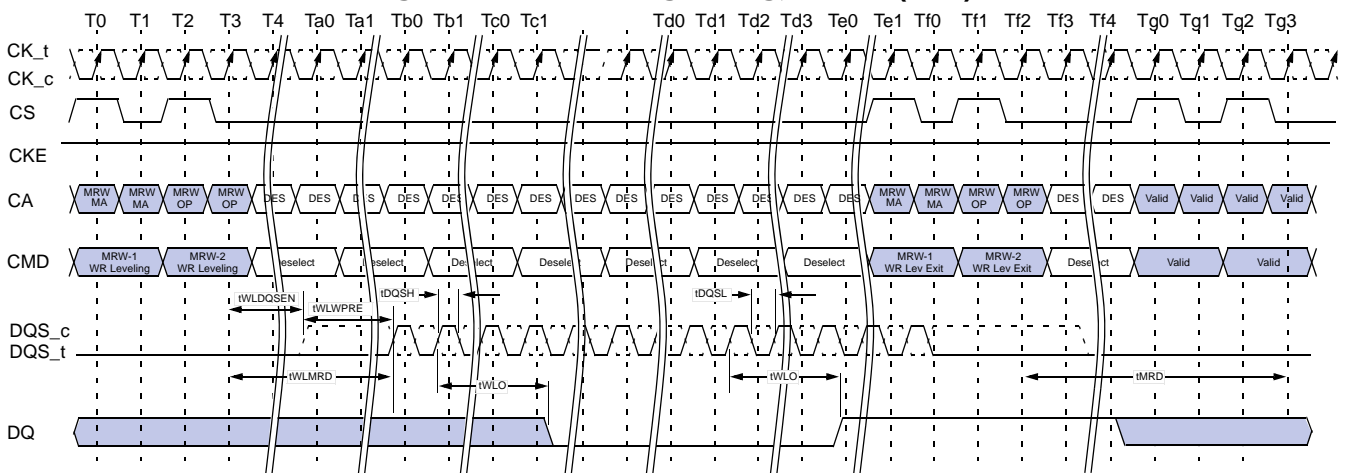 T0 T1 T2 T3 T4 Ta0 Ta1 Tb0 Tb1 Tc0 Tc1 Td0 Td1 Td2 Td3 Te0 Te1 Tf0 Tf1 Tf2 Tf3 Tf4 Tg0 Tg1 Tg2 Tg3
CK_t
CK_c
CS
CKE
CA
MRW MRW MRW MRW MRW MRW MRW MRW
MA MA OP OP DES DES DES DES DES DES DES DES DES DES DES DES DES DES MA MA OP OP DES DES Valid Valid Valid Valid
CMD
MRW-1 MRW-2 MRW-1 MRW-2
WR Leveling WR Leveling Deselect Deselect Deselect Deselect Deselect Deselect Deselect WR Lev Exit WR Lev Exit Deselect Valid Valid
tWLDQSEN tDQSH tDQSL
tWLWPRE
DQS_c
DQS_t
tWLMRD tWLO tWLO tMRD
DQ